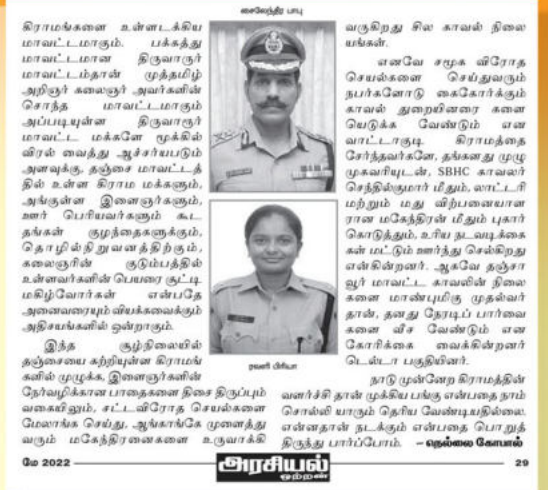 சைலேந்திர பாபு
கிராமங்களை உள்ளடக்கிய
மாவட்டமாகும். பக்கத்து
மாவட்டமான திருவாரூர்
மாவட்டம்தான் முத்தமிழ்
அறிஞர் கலைஞர் அவர்களின்
சொந்த மாவட்டமாகும்
அப்படியுள்ள திருவாரூர்
மாவட்ட மக்களே மூக்கில்
விரல் வைத்து ஆச்சர்யபடும்
அளவுக்கு, தஞ்சை மாவட்டத்
தில் உள்ள கிராம மக்களும்,
அங்குள்ள இளைஞர்களும்,
ஊர் பெரியவர்களும் கூட
தங்கள் குழந்தைகளுக்கும்,
தொழில்நிறுவனத்திற்கும்,
கலைஞரின் குடும்பத்தில்
உள்ளவர்களின் பெயரை சூட்டி
மகிழ்வோர்கள் என்பதே
அனைவரையும் வியக்கவைக்கும்
அதிசயங்களில் ஒன்றாகும்.
இந்த சூழ்நிலையில்
தஞ்சையை சுற்றியுள்ள கிராமங்
களில் முழுக்க, இளைஞர்களின்
நேர்வழிக்கான பாதைகளை திசை திருப்பும்
வகையிலும், சட்டவிரோத செயல்களை
மேலாங்க செய்து, ஆங்காங்கே முளைத்து
வரும் மகேந்திரனைகளை உருவாக்கி
ரவளி பிரியா
வருகிறது சில காவல் நிலை
யங்கள்.
எனவே சமூக விரோத
செயல்களை செய்துவரும்
நபர்களோடு கைகோர்க்கும்
காவல் துறையினரை களை
யெடுக்க வேண்டும் என
வாட்டாகுடி கிராமத்தை
சேர்ந்தவர்களே, தங்களது முழு
முகவரியுடன், SBHC காவலர்
செந்தில்குமார் மீதும், லாட்டரி
மற்றும் மது விற்பனையாள
ரான மகேந்திரன் மீதும் புகார்
கொடுத்தும், உரிய நடவடிக்கை
கள் மட்டும் ஊர்ந்து செல்கிறது
என்கின்றனர். ஆகவே தஞ்சா
வூர் மாவட்ட காவலின் நிலை
களை மாண்புமிகு முதல்வர்
தான், தனது நேரடிப் பார்வை
களை வீச வேண்டும் என
கோரிக்கை வைக்கின்றனர்
டெல்டா பகுதியினர்.
நாடு முன்னேற கிராமத்தின்
வளர்ச்சி தான் முக்கிய பங்கு என்பதை நாம்
சொல்லி யாரும் தெரிய வேண்டியதில்லை.
என்னதான் நடக்கும் என்பதை பொறுத்
திருந்து பார்ப்போம். – நெல்லை கோபால்
மே 2022
அரசியல்
ஒற்றன்
29